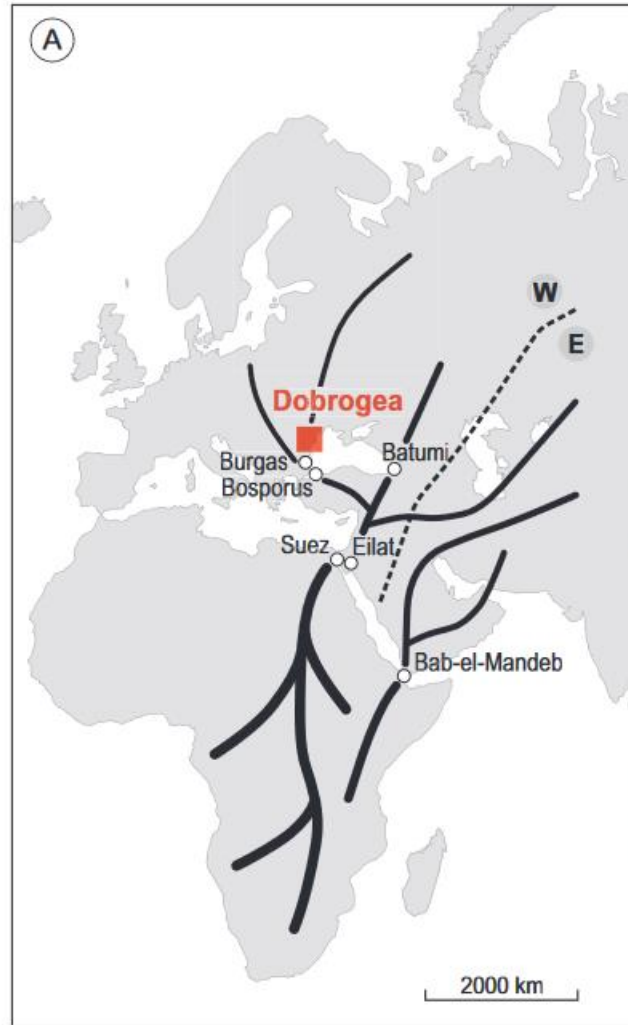 A
W
E
Dobrogea
Burgas
Batumi
Bosporus
Suez
Eilat
Bab-el-Mandeb
2000 km